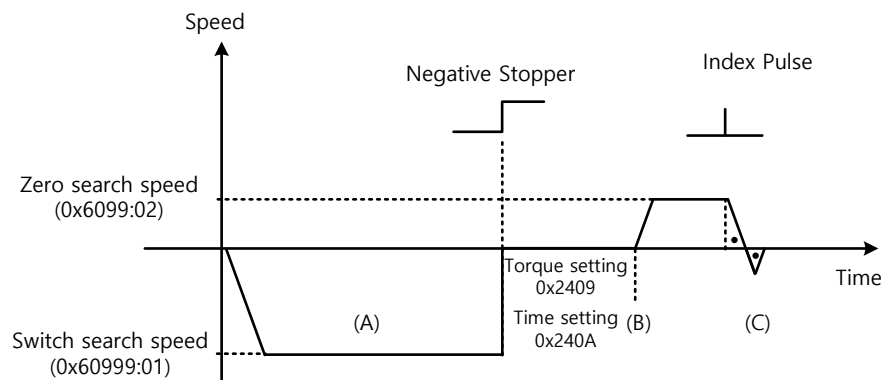 Speed
Negative Stopper
Index Pulse
Zero search speed
(0x6099:02)
Torque setting
0x2409
Time
(A)
Time setting
0x240A
(B)
(C)
Switch search speed
(0x60999:01)